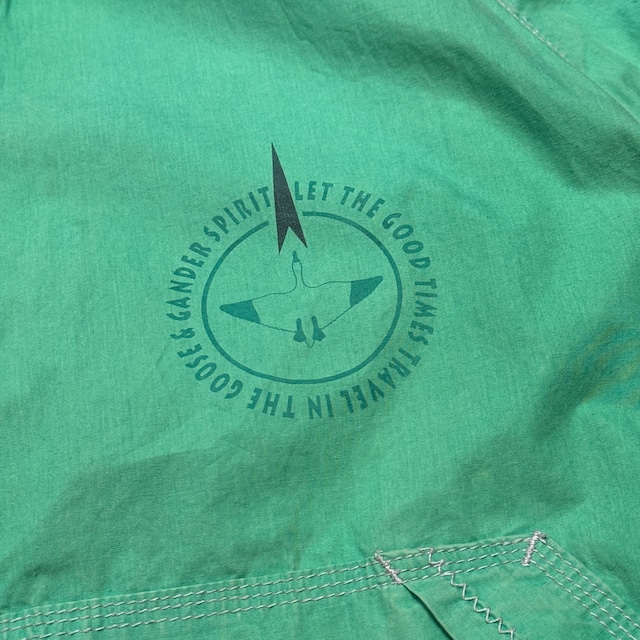 LET THE GOOD TIMES TRAVEL IN THE GOOSE & GANDER SPIRIT